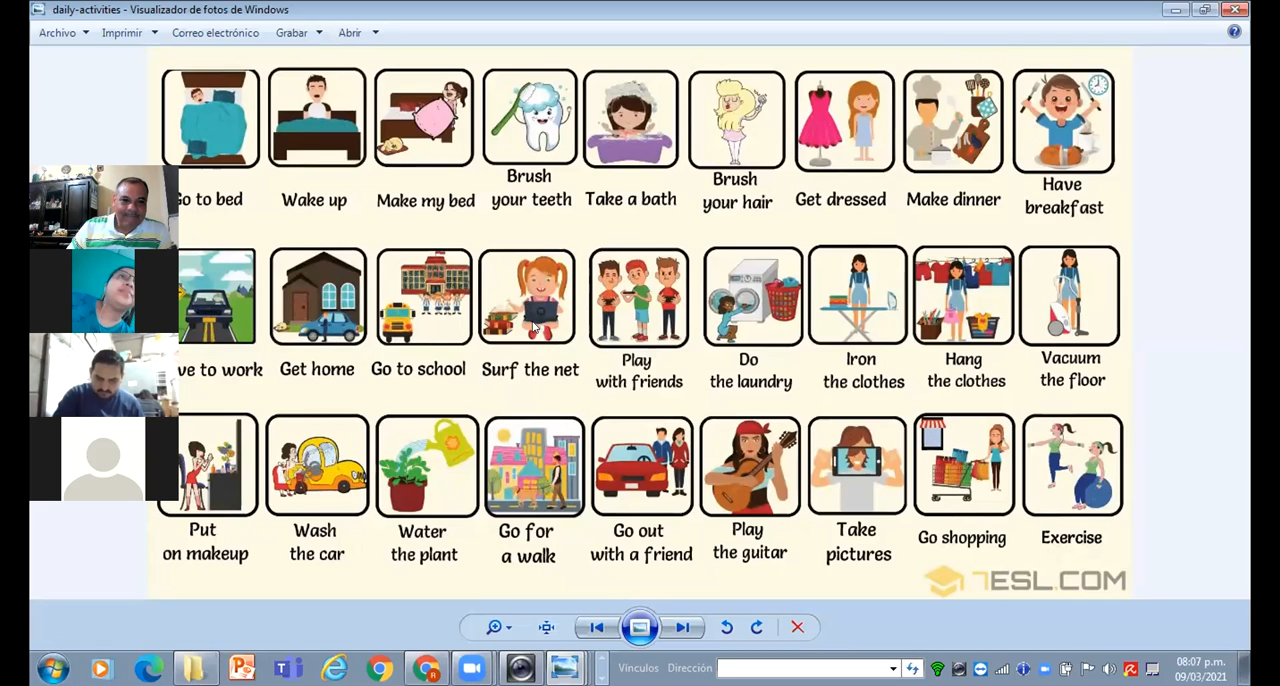 daily-activities - Visualizador de fotos de Windows
Archivo Imprimir Correo electrónico Grabar Abrir
Go to bed
Wake up
Make my bed
Brush
your teeth
Take a bath
Brush
your hair
Get dressed
Make dinner
Have
breakfast
ve to work
Get home
Go to school
Surf the net
Play
with friends
Do
the laundry
Iron
the clothes
Hang
the clothes
Vacuum
the floor
Put
on makeup
Wash
the car
Water
the plant
Go for
a walk
Go out
with a friend
Play
the guitar
Take
pictures
Go shopping
Exercise
7ESL.COM
Vínculos Dirección
08:07 p.m.
09/03/2021